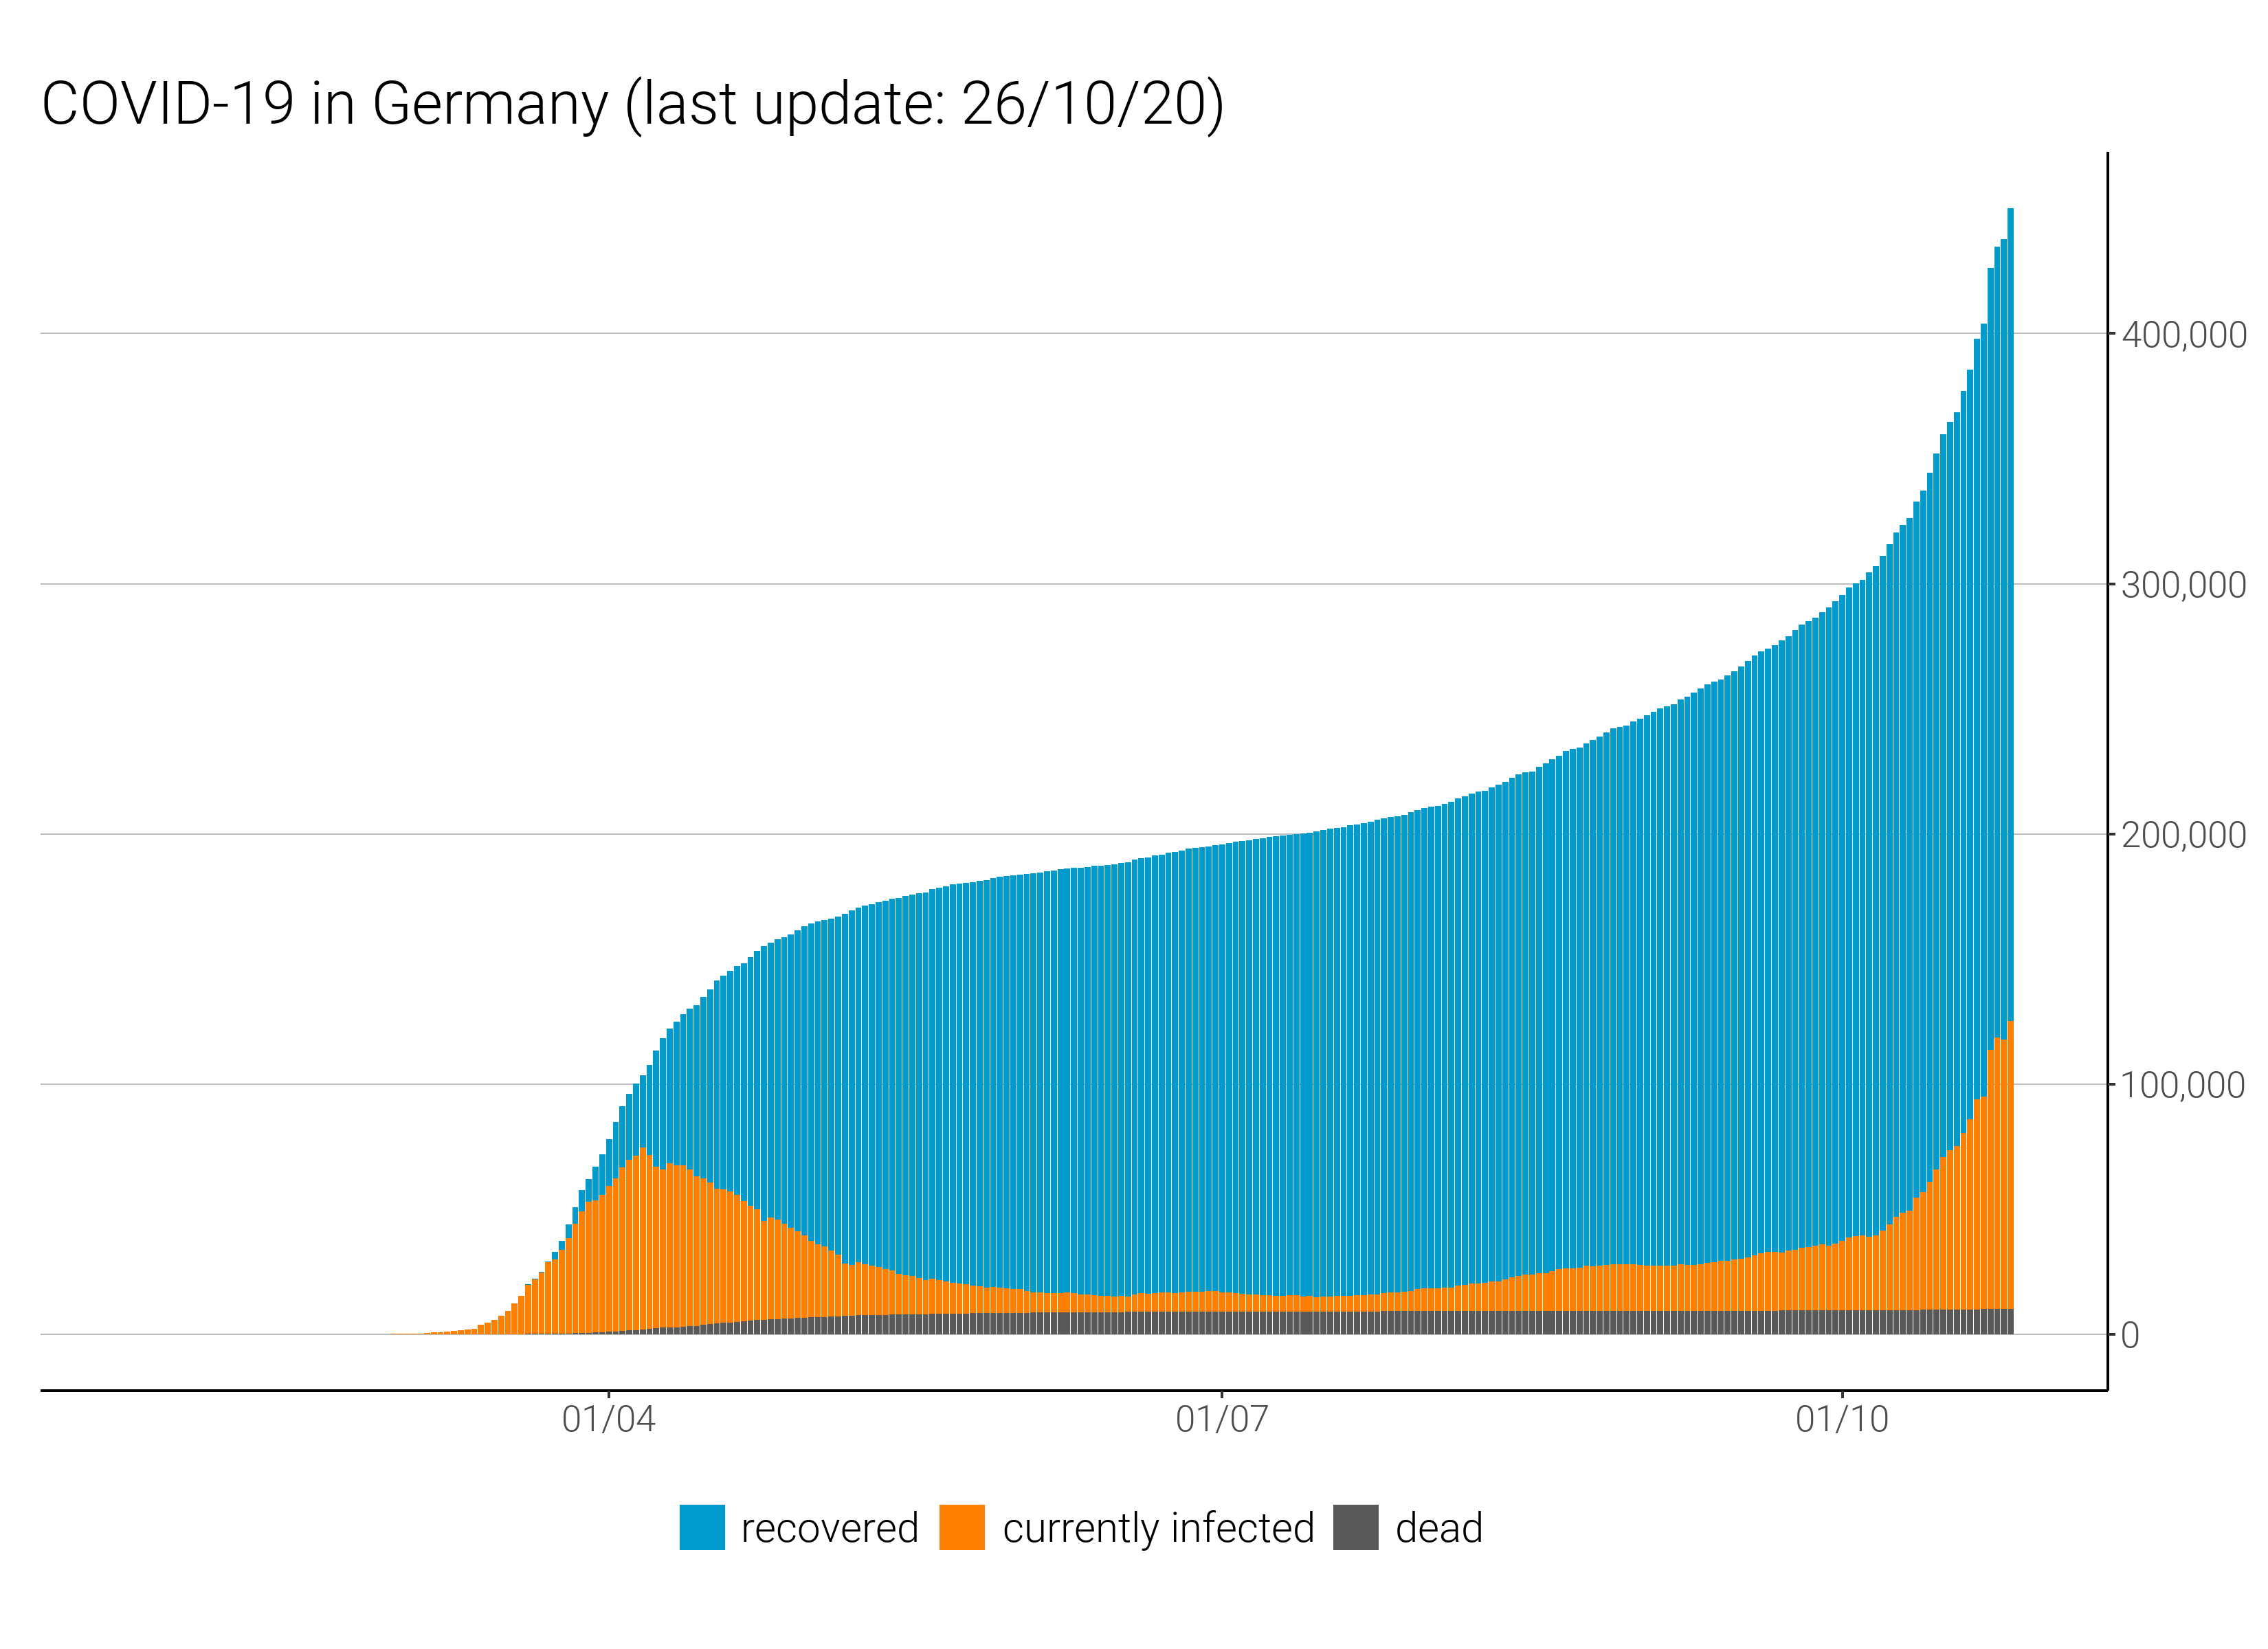 COVID-19 in Germany (last update: 26/10/20)
400,000
300,000
200,000
100,000
0
01/04 01/07 01/10
recovered currently infected dead